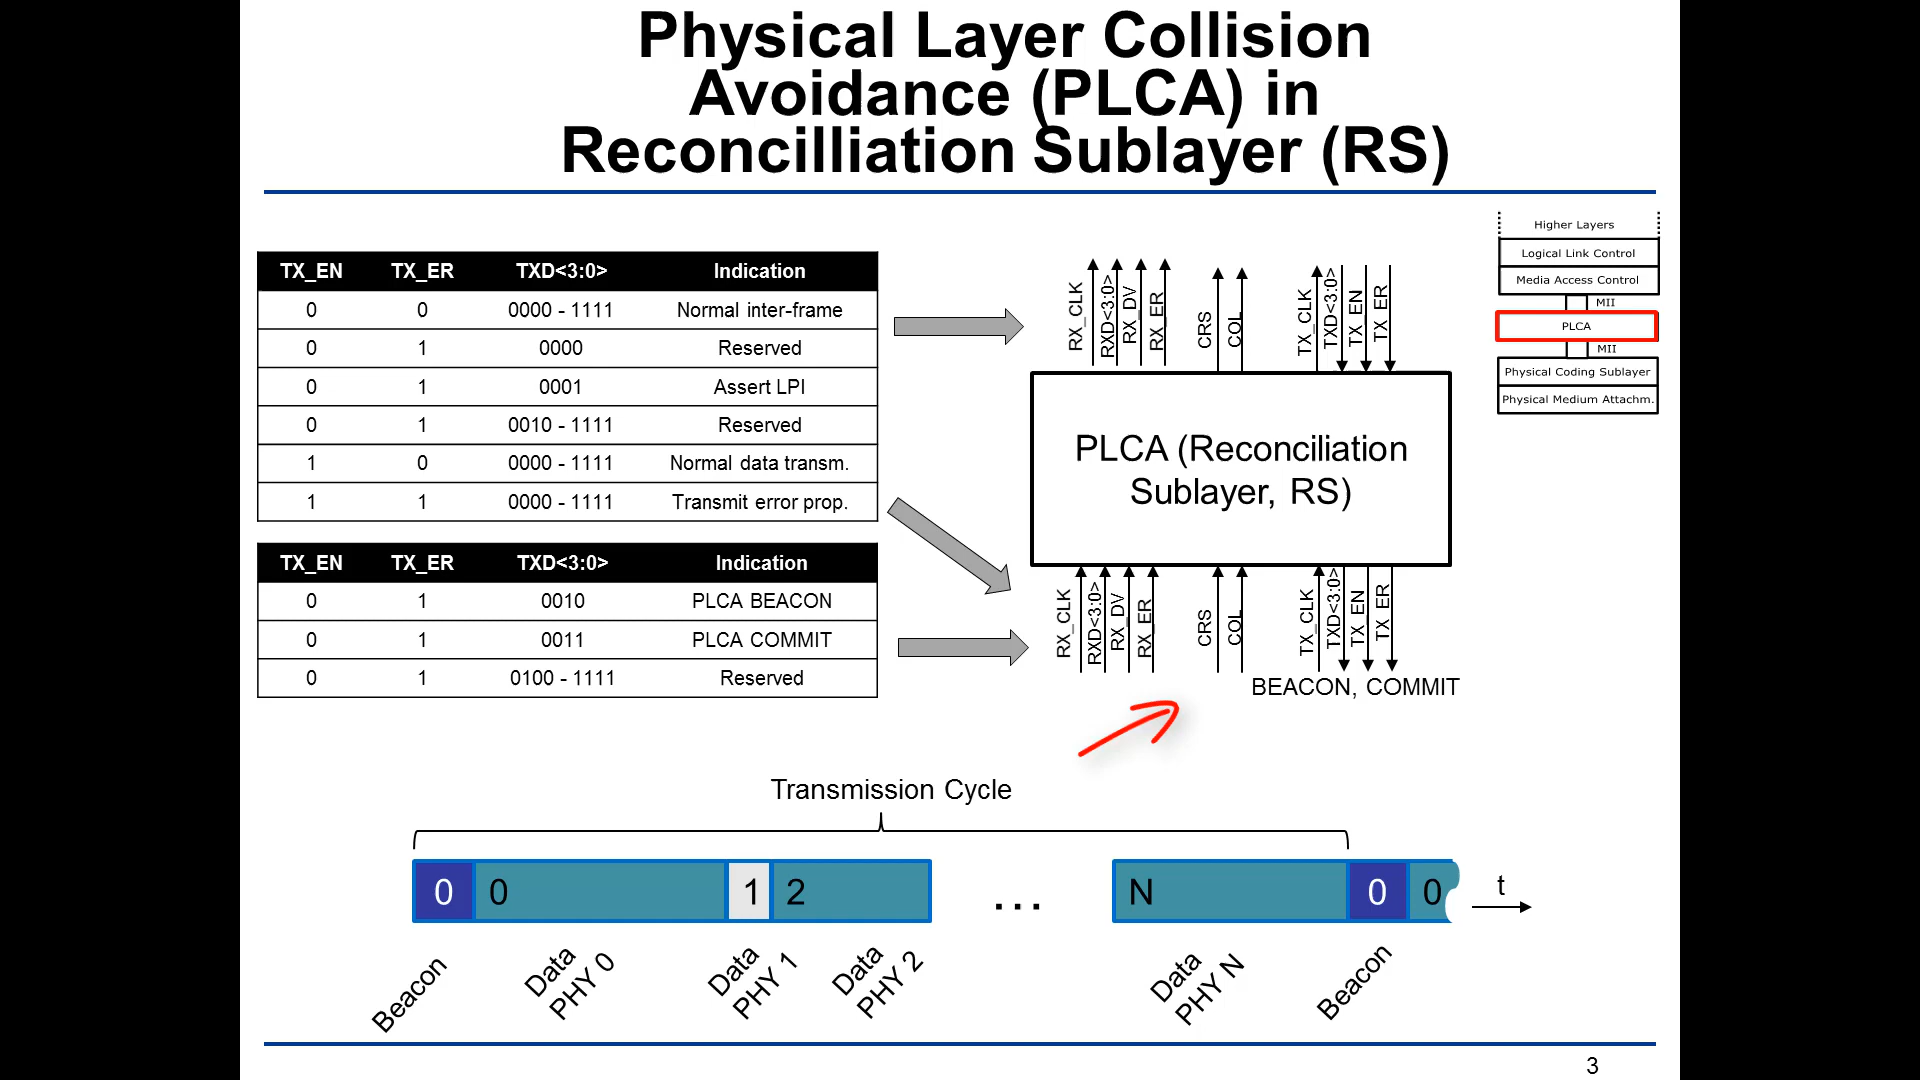 Physical Layer Collision
Avoidance (PLCA) in
Reconcilliation Sublayer (RS)
TX_EN TX_ER TXD<3:0> Indication
0 0 0000 - 1111 Normal inter-frame
0 1 0000 Reserved
0 1 0001 Assert LPI
0 1 0010 - 1111 Reserved
1 0 0000 - 1111 Normal data transm.
1 1 0000 - 1111 Transmit error prop.
TX_EN TX_ER TXD<3:0> Indication
0 1 0010 PLCA BEACON
0 1 0011 PLCA COMMIT
0 1 0100 - 1111 Reserved
RX_CLK
RXD<3:0>
RX_DV
RX_ER
CRS
COL
TX_CLK
TXD<3:0>
TX_EN
TX_ER
PLCA (Reconciliation
Sublayer, RS)
RX_CLK
RXD<3:0>
RX_DV
RX_ER
CRS
COL
TX_CLK
TXD<3:0>
TX_EN
TX_ER
BEACON, COMMIT
Higher Layers
Logical Link Control
Media Access Control
MII
PLCA
MII
Physical Coding Sublayer
Physical Medium Attachm.
Transmission Cycle
0 0 1 2 ... N 0 0 t
Beacon
Data
PHY 0
Data
PHY 1
Data
PHY 2
Data
PHY N
Beacon
3